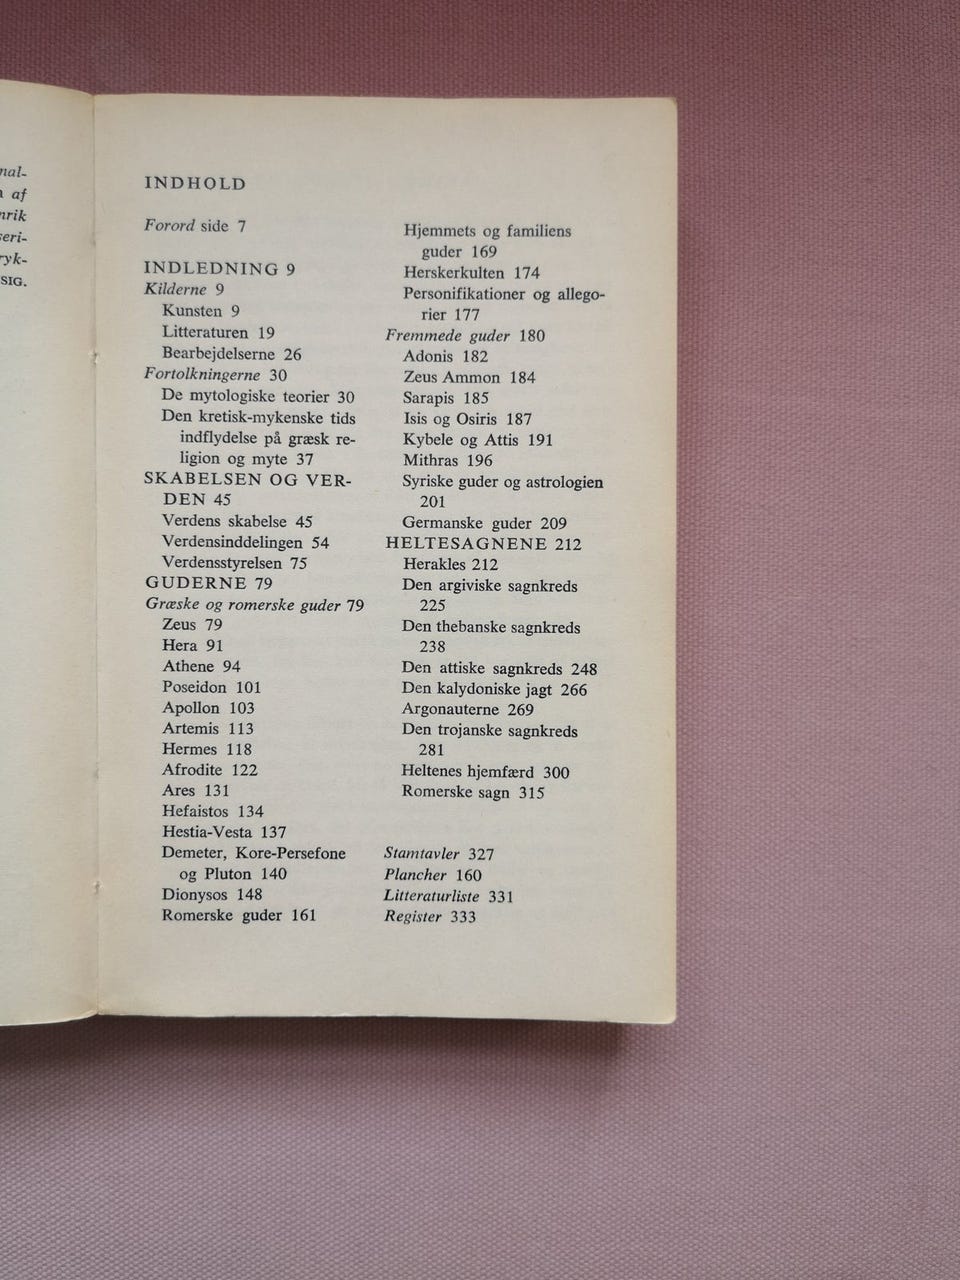 af
SIG.
INDHOLD
Forord side 7
INDLEDNING 9
Kilderne 9
Kunsten 9
Litteraturen 19
Bearbejdelserne 26
Fortolkningerne 30
De mytologiske teorier 30
Den kretisk-mykenske tids
indflydelse på græsk re-
ligion og myte 37
SKABELSEN OG VER-
DEN 45
Verdens skabelse 45
Verdensinddelingen 54
Verdensstyrelsen 75
GUDERNE 79
Græske og romerske guder 79
Zeus 79
Hera 91
Athene 94
Poseidon 101
Apollon 103
Artemis 113
Hermes 118
Afrodite 122
Ares 131
Hefaistos 134
Hestia-Vesta 137
Demeter, Kore-Persefone
og Pluton 140
Dionysos 148
Romerske guder 161
Hjemmets og familiens
guder 169
Herskerkulten 174
Personifikationer og allego-
rier 177
Fremmede guder 180
Adonis 182
Zeus Ammon 184
Sarapis 185
Isis og Osiris 187
Kybele og Attis 191
Mithras 196
Syriske guder og astrologien
201
Germanske guder 209
HELTESAGNENE 212
Herakles 212
Den argiviske sagnkreds
225
Den thebanske sagnkreds
238
Den attiske sagnkreds 248
Den kalydoniske jagt 266
Argonauterne 269
Den trojanske sagnkreds
281
Heltenes hjemfærd 300
Romerske sagn 315
Stamtavler 327
Plancher 160
Litteraturliste 331
Register 333